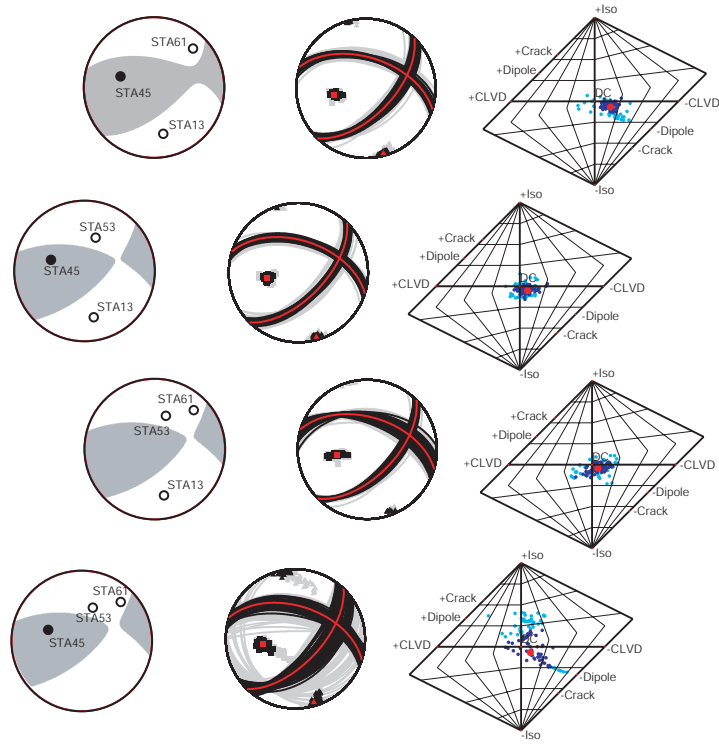 STA61
STA45
STA13
+Iso
+Crack
+Dipole
+CLVD
DC
-CLVD
-Dipole
-Crack
-Iso
STA53
STA45
STA13
+Iso
+Crack
+Dipole
+CLVD
DC
-CLVD
-Dipole
-Crack
-Iso
STA61
STA53
STA13
+Iso
+Crack
+Dipole
+CLVD
DC
-CLVD
-Dipole
-Crack
-Iso
STA61
STA53
STA45
+Iso
+Crack
+Dipole
+CLVD
-CLVD
-Dipole
-Crack
-Iso